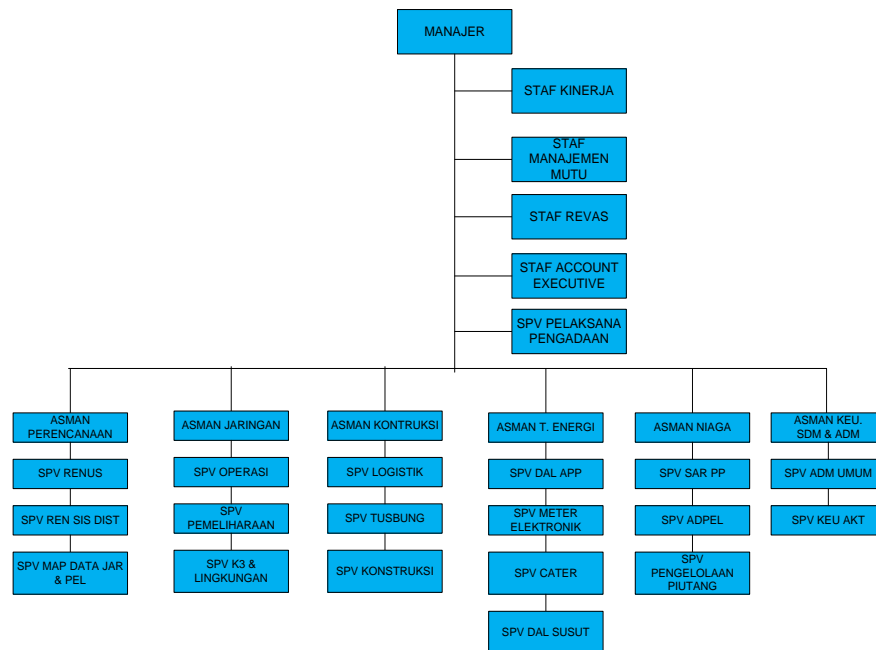 MANAJER
STAF KINERJA
STAF
MANAJEMEN
MUTU
STAF REVAS
STAF ACCOUNT
EXECUTIVE
SPV PELAKSANA
PENGADAAN
ASMAN
PERENCANAAN
SPV RENUS
SPV REN SIS DIST
SPV MAP DATA JAR
& PEL
ASMAN JARINGAN
SPV OPERASI
SPV
PEMELIHARAAN
SPV K3 &
LINGKUNGAN
ASMAN KONTRUKSI
SPV LOGISTIK
SPV TUSBUNG
SPV KONSTRUKSI
ASMAN T. ENERGI
SPV DAL APP
SPV METER
ELEKTRONIK
SPV CATER
SPV DAL SUSUT
ASMAN NIAGA
SPV SAR PP
SPV ADPEL
SPV
PENGELOLAAN
PIUTANG
ASMAN KEU.
SDM & ADM
SPV ADM UMUM
SPV KEU AKT